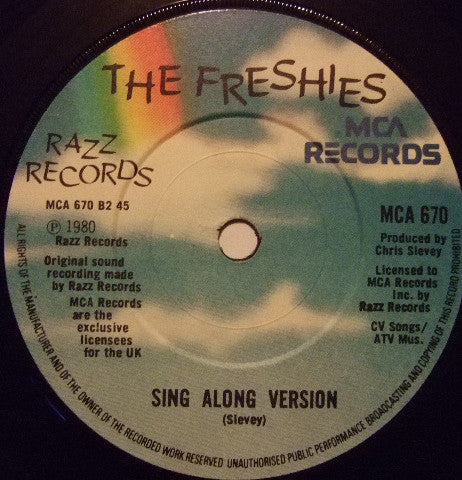 THE FRESHIES
RAZZ
RECORDS
MCA
RECORDS
MCA 670 B2 45
Ⓟ 1980
Razz Records
Original sound
recording made
by Razz Records
MCA Records
are the
exclusive
licensees
for the UK
MCA 670
Produced by
Chris Sievey
Licensed to
MCA Records
Inc. by
Razz Records
CV Songs/
ATV Mus.
SING ALONG VERSION
(Sievey)
ALL RIGHTS OF THE MANUFACTURER AND OF THE OWNER OF THE RECORDED WORK RESERVED UNAUTHORISED PUBLIC PERFORMANCE BROADCASTING AND COPYING OF THIS RECORD PROHIBITED